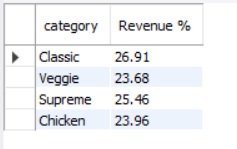 category Revenue %
Classic 26.91
Veggie 23.68
Supreme 25.46
Chicken 23.96